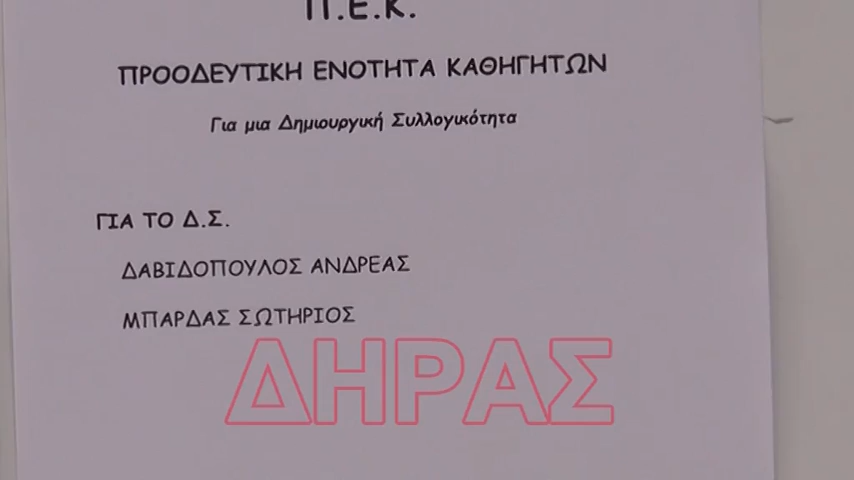 Π.Ε.Κ.
ΠΡΟΟΔΕΥΤΙΚΗ ΕΝΟΤΗΤΑ ΚΑΘΗΓΗΤΩΝ
Για μια Δημιουργική Συλλογικότητα
ΓΙΑ ΤΟ Δ.Σ.
ΔΑΒΙΔΟΠΟΥΛΟΣ ΑΝΔΡΕΑΣ
ΜΠΑΡΔΑΣ ΣΩΤΗΡΙΟΣ
ΔΗΡΑΣ